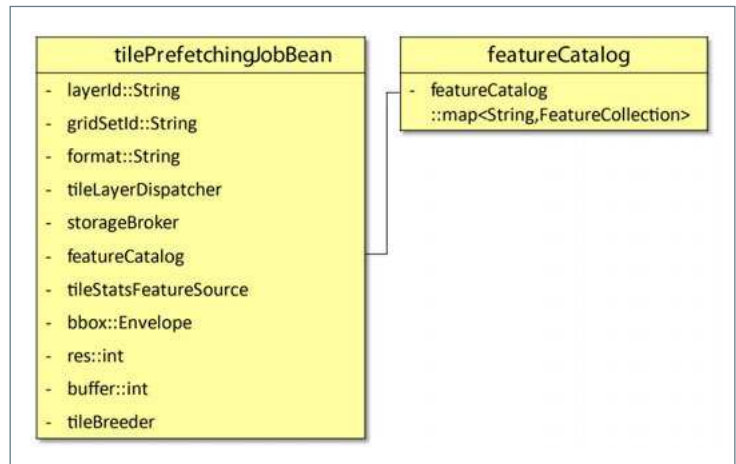 tilePrefetchingJobBean
- layerId::String
- gridSetId::String
- format::String
- tileLayerDispatcher
- storageBroker
- featureCatalog
- tileStatsFeatureSource
- bbox::Envelope
- res::int
- buffer::int
- tileBreeder
featureCatalog
- featureCatalog
::map<String,FeatureCollection>